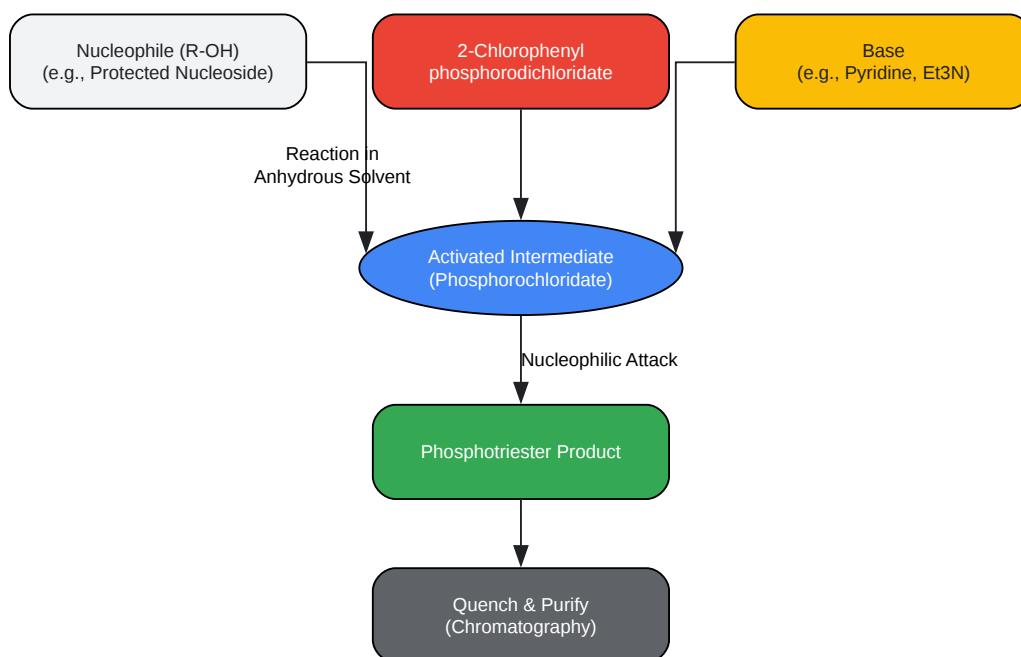 Nucleophile (R-OH)
(e.g., Protected Nucleoside)
2-Chlorophenyl
phosphorodichloridate
Base
(e.g., Pyridine, Et3N)
Reaction in
Anhydrous Solvent
Activated Intermediate
(Phosphorochloridate)
Nucleophilic Attack
Phosphotriester Product
Quench & Purify
(Chromatography)